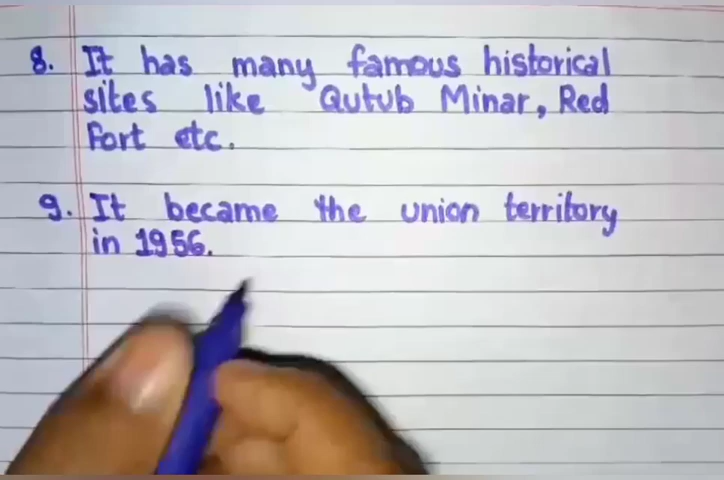 8. It has many famous historical
sites like Qutub Minar, Red
Fort etc.
9. It became the union territory
in 1956.